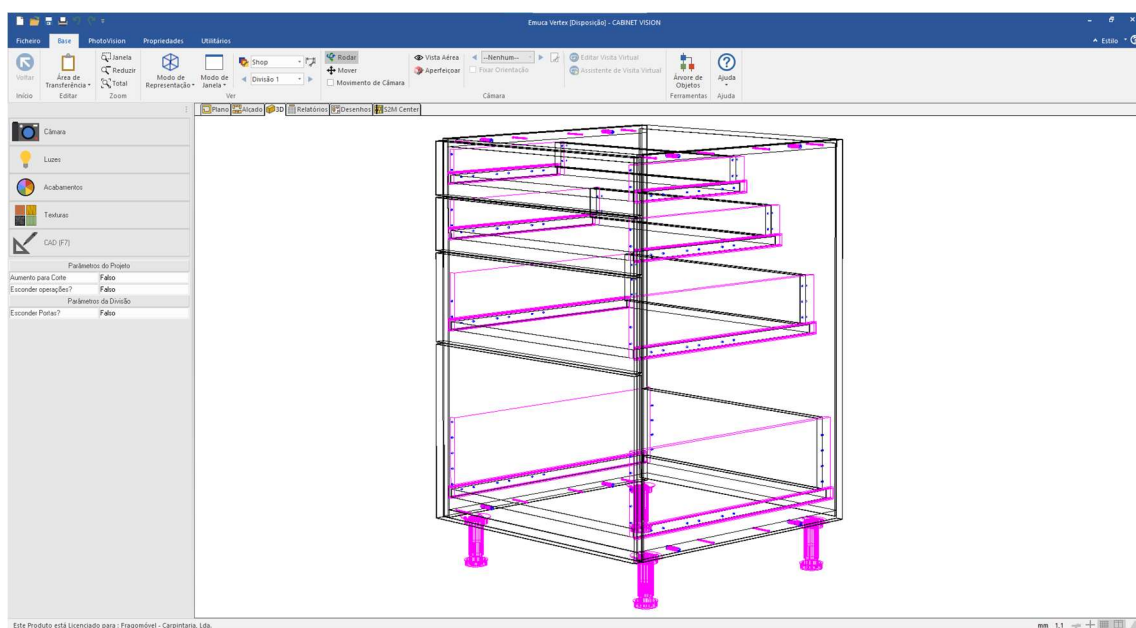 Emuca Vertex [Disposição] - CABINET VISION
Ficheiro Base PhotoVision Propriedades Utilitários
Estilo
Voltar
Início
Área de Transferência
Editar
Janela
Reduzir
Total
Zoom
Modo de Representação
Modo de Janela
Shop
Divisão 1
Ver
Rodar
Mover
Movimento de Câmara
Vista Aérea
Aperfeiçoar
--Nenhum--
Fixar Orientação
Editar Visita Virtual
Assistente de Visita Virtual
Câmara
Árvore de Objetos
Ferramentas
Ajuda
Ajuda
Plano Alçado 3D Relatórios Desenhos S2M Center
Câmara
Luzes
Acabamentos
Texturas
CAD (F7)
Parâmetros do Projeto
Aumento para Corte Falso
Esconder operações? Falso
Parâmetros da Divisão
Esconder Portas? Falso
Este Produto está Licenciado para : Fragomóvel - Carpintaria, Lda.
mm 1.1